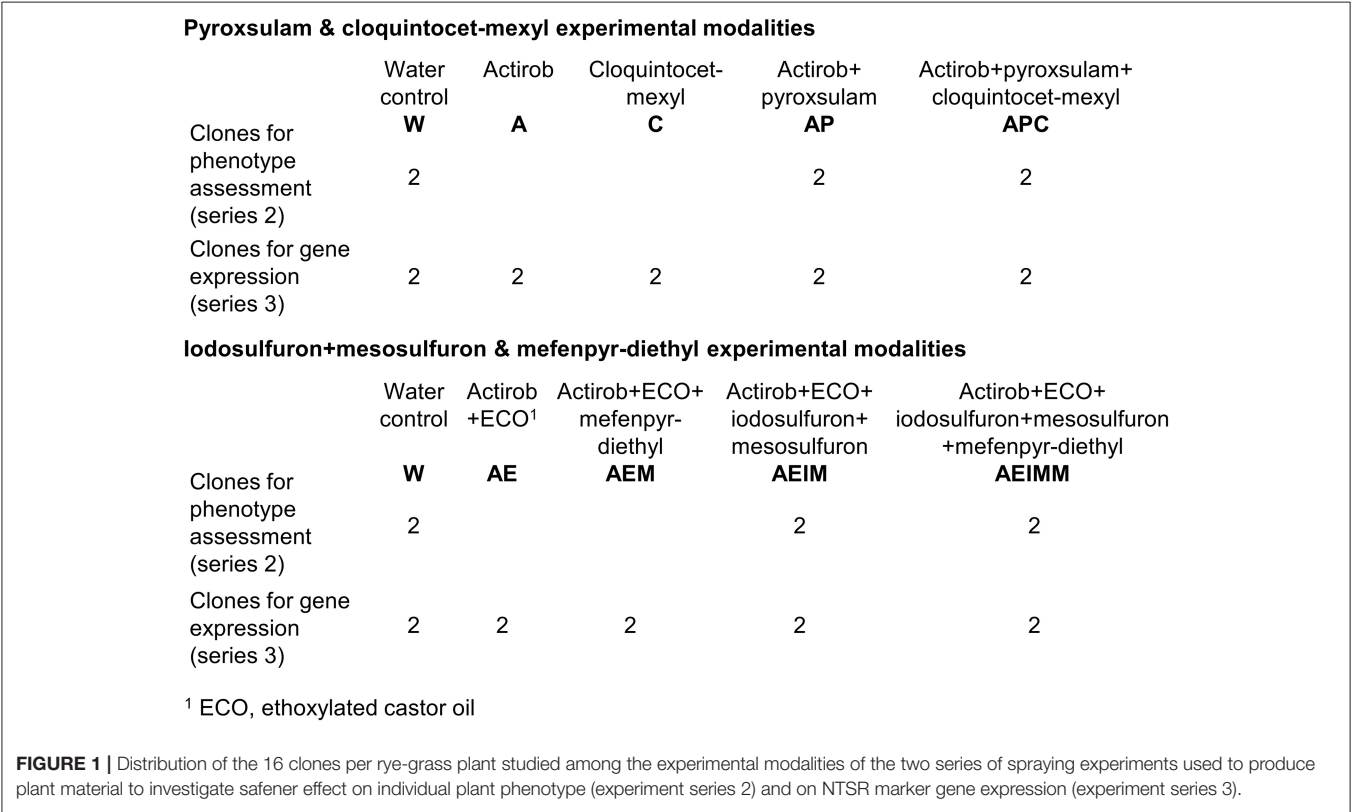 Pyroxsulam & cloquintocet-mexyl experimental modalities
Water control
Actirob
Cloquintocet-mexyl
Actirob+ pyroxsulam
Actirob+pyroxsulam+ cloquintocet-mexyl
W A C AP APC
Clones for phenotype assessment (series 2)
2 2 2
Clones for gene expression (series 3)
2 2 2 2 2
Iodosulfuron+mesosulfuron & mefenpyr-diethyl experimental modalities
Water control
Actirob +ECO¹
Actirob+ECO+ mefenpyr-diethyl
Actirob+ECO+ iodosulfuron+ mesosulfuron
Actirob+ECO+ iodosulfuron+mesosulfuron +mefenpyr-diethyl
W AE AEM AEIM AEIMM
Clones for phenotype assessment (series 2)
2 2 2
Clones for gene expression (series 3)
2 2 2 2 2
¹ ECO, ethoxylated castor oil
FIGURE 1 | Distribution of the 16 clones per rye-grass plant studied among the experimental modalities of the two series of spraying experiments used to produce
plant material to investigate safener effect on individual plant phenotype (experiment series 2) and on NTSR marker gene expression (experiment series 3).